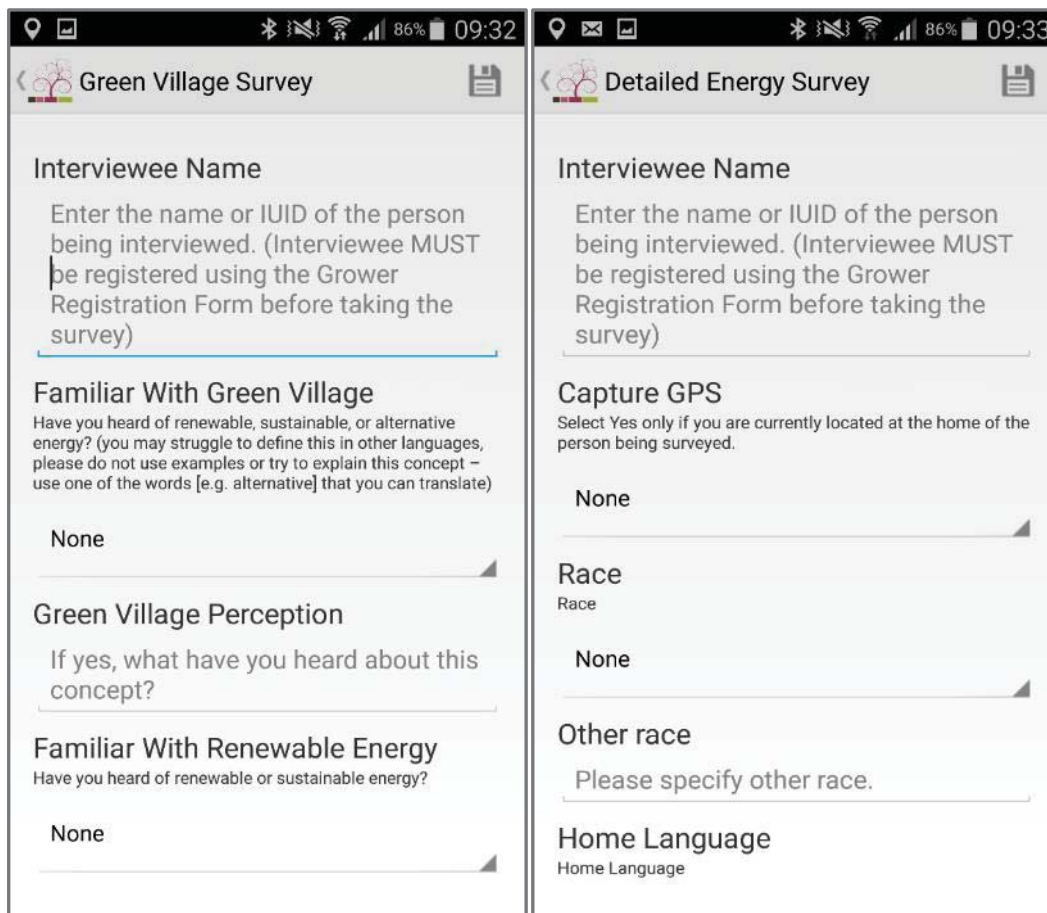 86% 09:32
Green Village Survey
Interviewee Name
Enter the name or IUID of the person
being interviewed. (Interviewee MUST
be registered using the Grower
Registration Form before taking the
survey)
Familiar With Green Village
Have you heard of renewable, sustainable, or alternative
energy? (you may struggle to define this in other languages,
please do not use examples or try to explain this concept –
use one of the words [e.g. alternative] that you can translate)
None
Green Village Perception
If yes, what have you heard about this
concept?
Familiar With Renewable Energy
Have you heard of renewable or sustainable energy?
None
86% 09:33
Detailed Energy Survey
Interviewee Name
Enter the name or IUID of the person
being interviewed. (Interviewee MUST
be registered using the Grower
Registration Form before taking the
survey)
Capture GPS
Select Yes only if you are currently located at the home of the
person being surveyed.
None
Race
Race
None
Other race
Please specify other race.
Home Language
Home Language